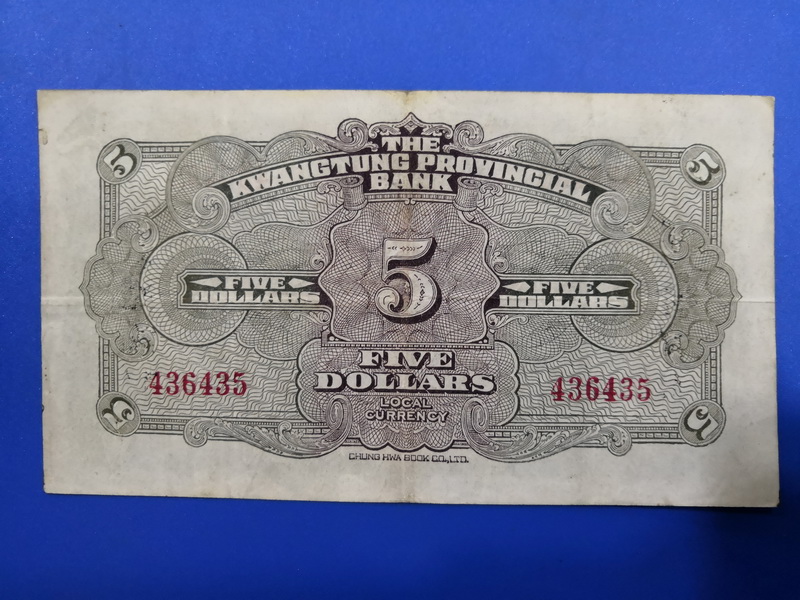 5
5
THE
KWANGTUNG PROVINCIAL
BANK
5
FIVE
DOLLARS
FIVE
DOLLARS
FIVE
DOLLARS
436435
436435
LOCAL
CURRENCY
5
5
CHUNG HWA BOOK CO.,LTD.